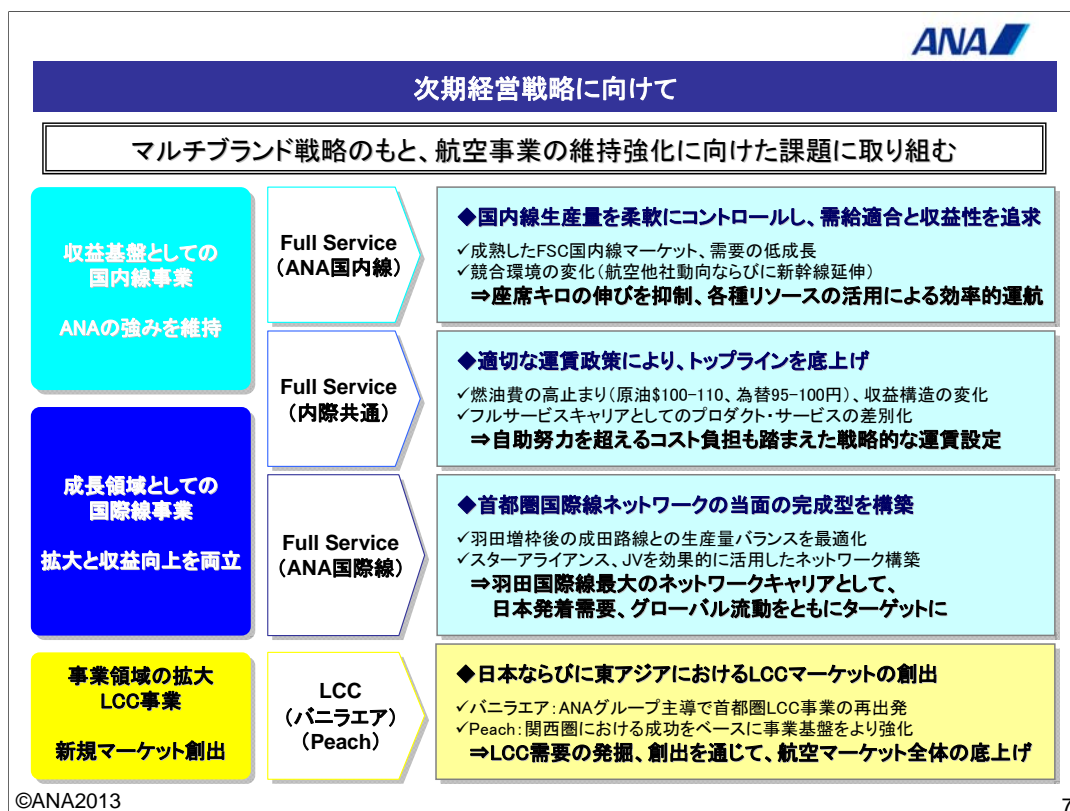 ANA
次期経営戦略に向けて
マルチブランド戦略のもと、航空事業の維持強化に向けた課題に取り組む
収益基盤としての
国内線事業
ANAの強みを維持
Full Service
(ANA国内線)
◆国内線生産量を柔軟にコントロールし、需給適合と収益性を追求
✓成熟したFSC国内線マーケット、需要の低成長
✓競合環境の変化(航空他社動向ならびに新幹線延伸)
⇒座席キロの伸びを抑制、各種リソースの活用による効率的運航
Full Service
(内際共通)
◆適切な運賃政策により、トップラインを底上げ
✓燃油費の高止まり(原油$100-110、為替95-100円)、収益構造の変化
✓フルサービスキャリアとしてのプロダクト・サービスの差別化
⇒自助努力を超えるコスト負担も踏まえた戦略的な運賃設定
成長領域としての
国際線事業
拡大と収益向上を両立
Full Service
(ANA国際線)
◆首都圏国際線ネットワークの当面の完成型を構築
✓羽田増枠後の成田路線との生産量バランスを最適化
✓スターアライアンス、JVを効果的に活用したネットワーク構築
⇒羽田国際線最大のネットワークキャリアとして、
日本発着需要、グローバル流動をともにターゲットに
事業領域の拡大
LCC事業
新規マーケット創出
LCC
(バニラエア)
(Peach)
◆日本ならびに東アジアにおけるLCCマーケットの創出
✓バニラエア:ANAグループ主導で首都圏LCC事業の再出発
✓Peach:関西圏における成功をベースに事業基盤をより強化
⇒LCC需要の発掘、創出を通じて、航空マーケット全体の底上げ
©ANA2013
7